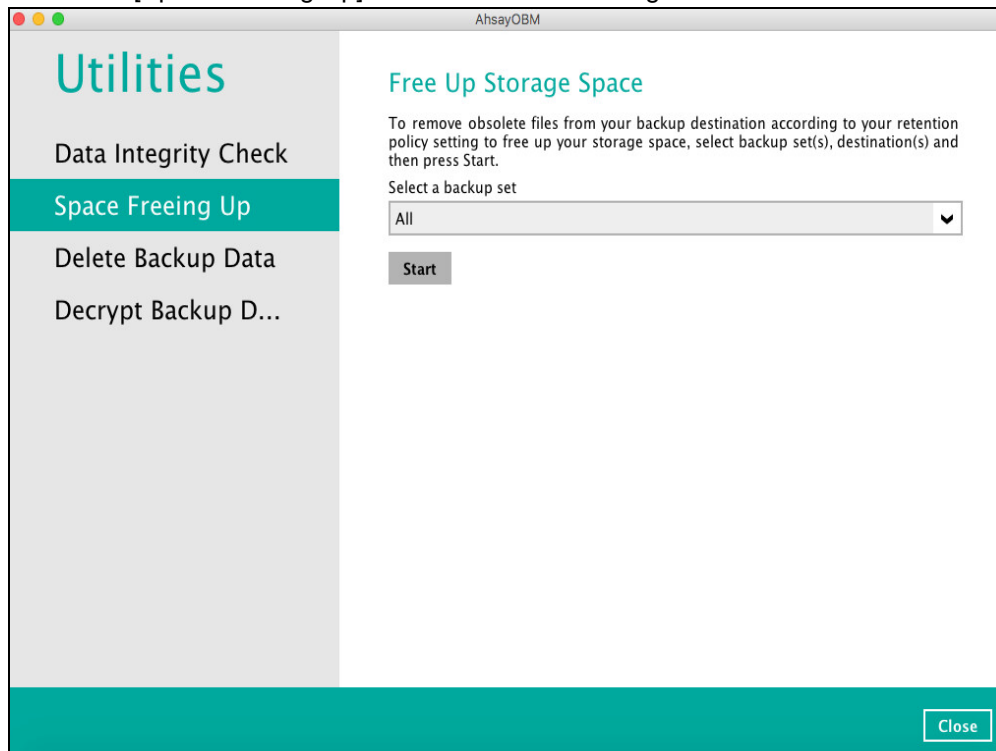 AhsayOBM
Utilities
Data Integrity Check
Space Freeing Up
Delete Backup Data
Decrypt Backup D...
Free Up Storage Space
To remove obsolete files from your backup destination according to your retention
policy setting to free up your storage space, select backup set(s), destination(s) and
then press Start.
Select a backup set
All
Start
Close